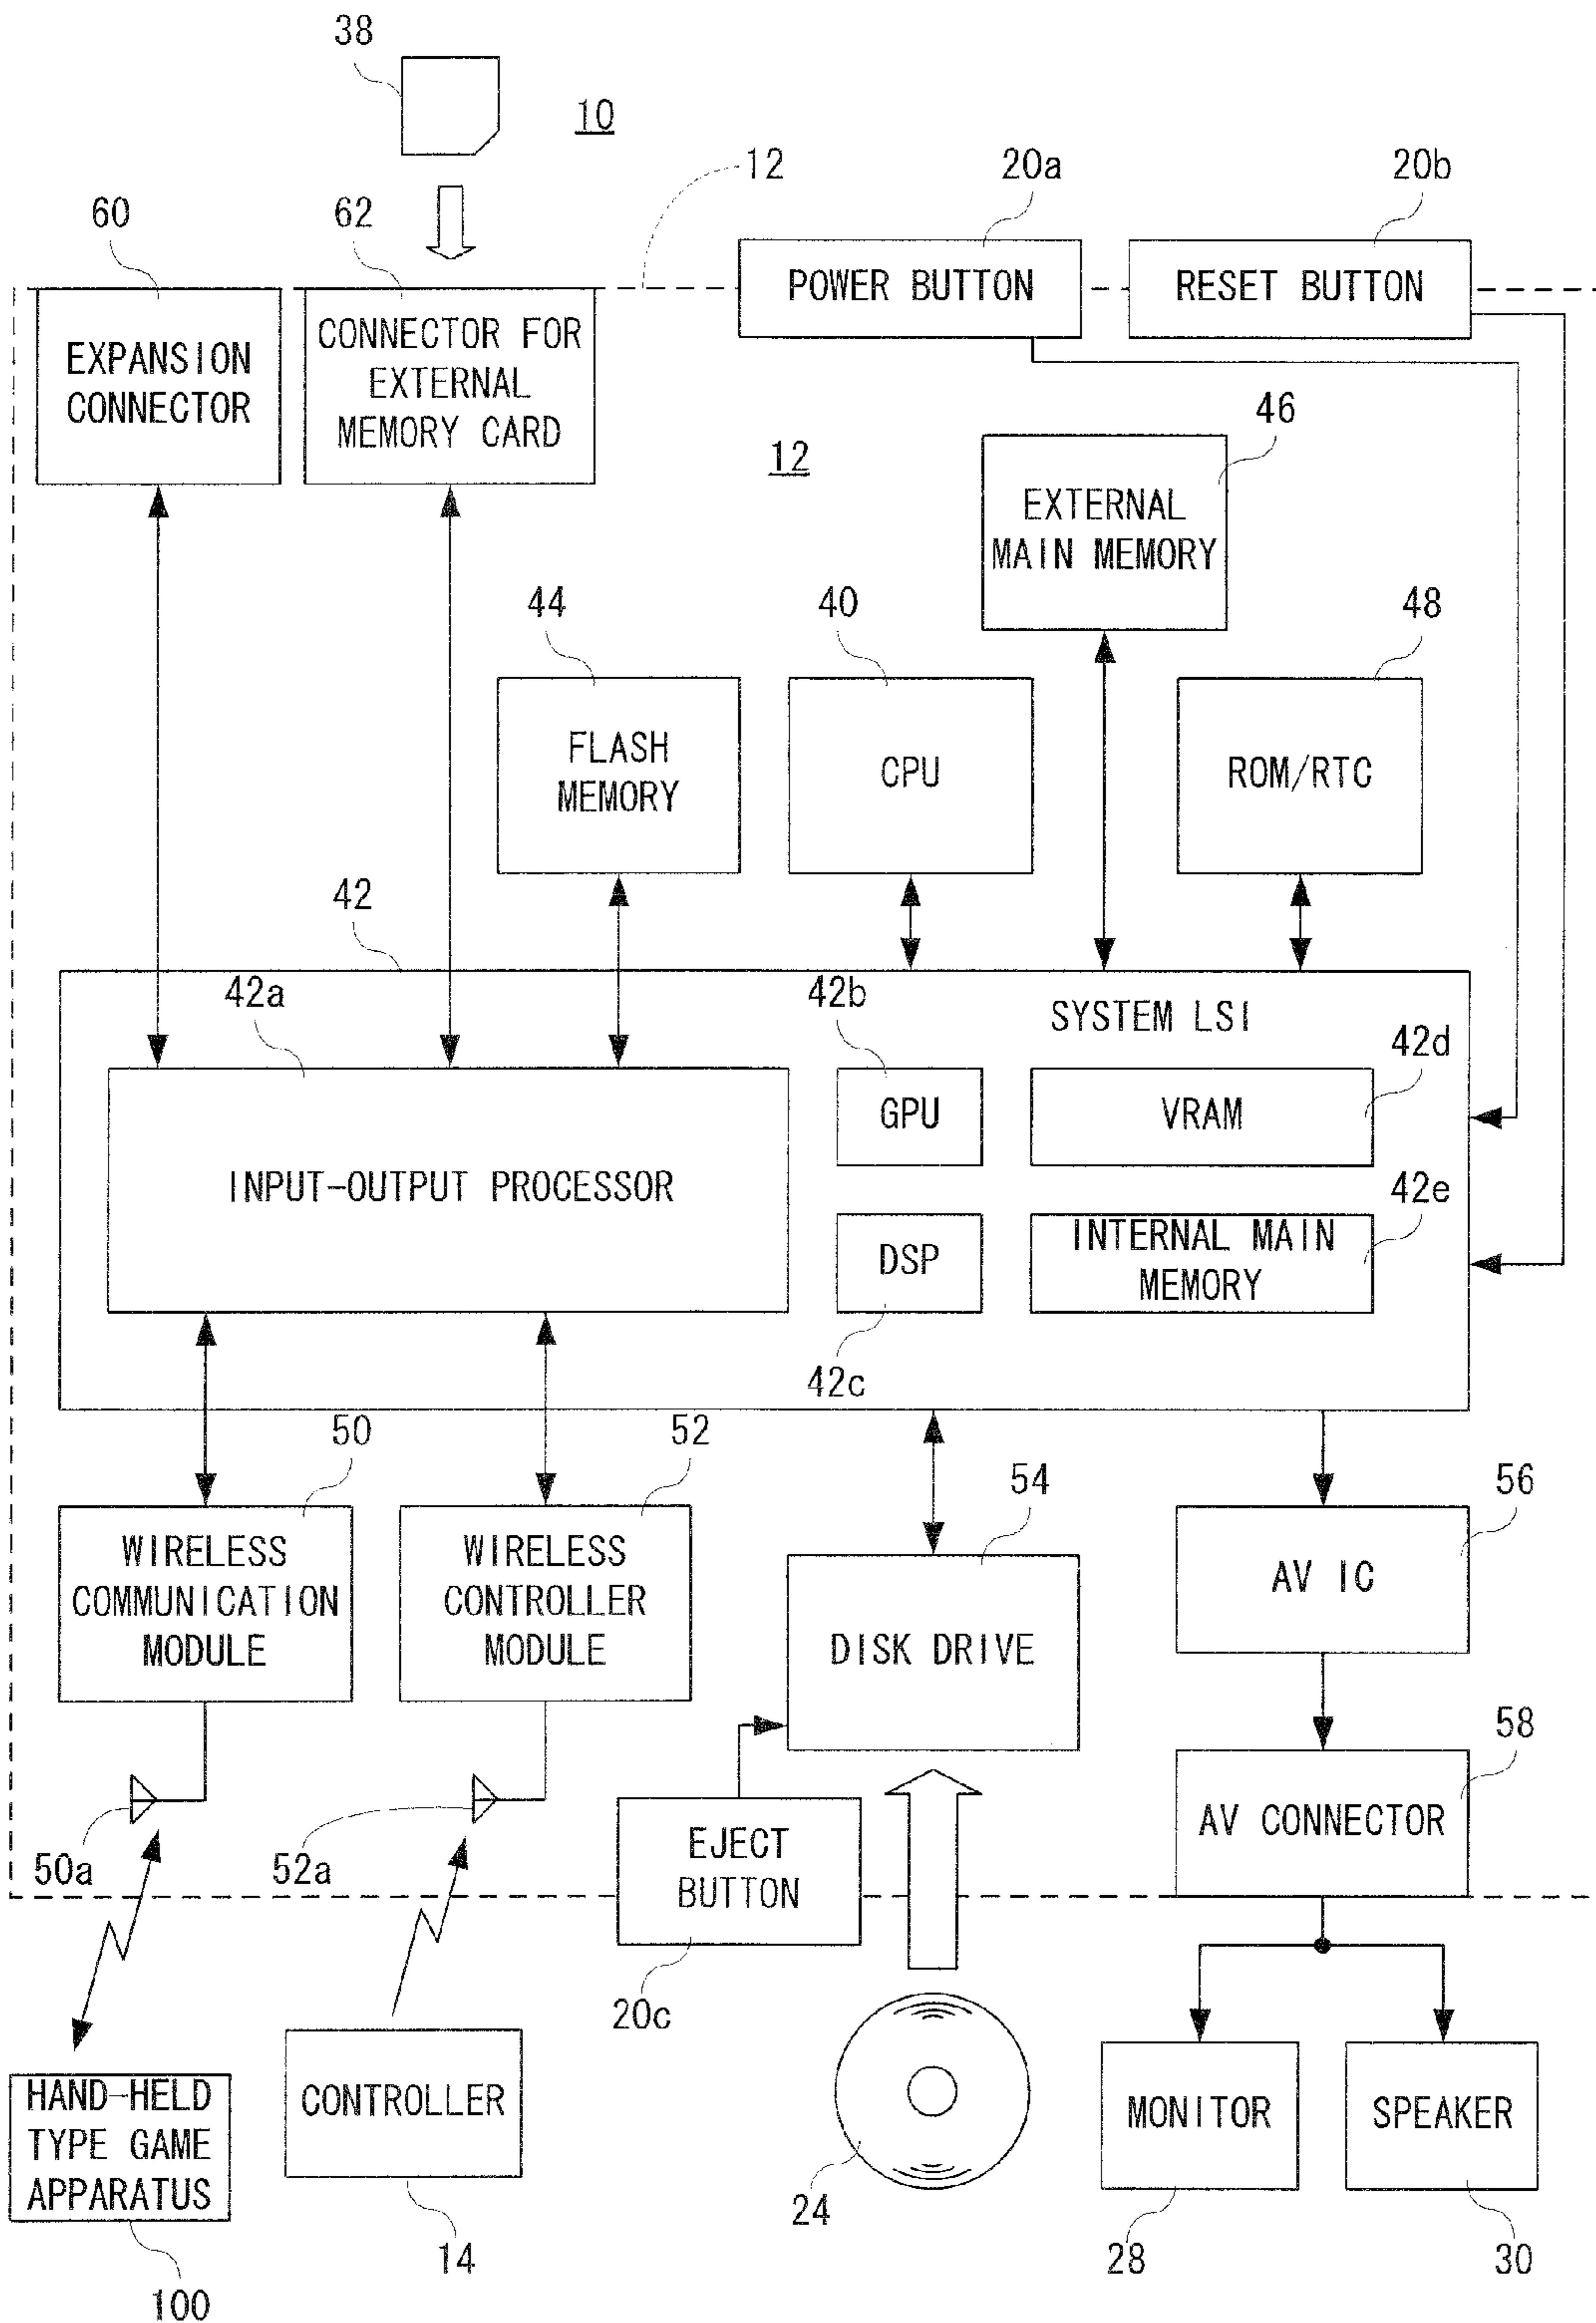 38
10
12
20a
20b
60
62
POWER BUTTON
RESET BUTTON
EXPANSION
CONNECTOR
CONNECTOR FOR
EXTERNAL
MEMORY CARD
12
46
EXTERNAL
MAIN MEMORY
44
40
48
FLASH
MEMORY
CPU
ROM/RTC
42
42a
42b
SYSTEM LSI
42d
INPUT-OUTPUT PROCESSOR
GPU
VRAM
42e
DSP
INTERNAL MAIN
MEMORY
42c
50
52
54
56
WIRELESS
COMMUNICATION
MODULE
WIRELESS
CONTROLLER
MODULE
DISK DRIVE
AV IC
58
50a
52a
EJECT
BUTTON
AV CONNECTOR
20c
HAND-HELD
TYPE GAME
APPARATUS
CONTROLLER
MONITOR
SPEAKER
100
14
24
28
30